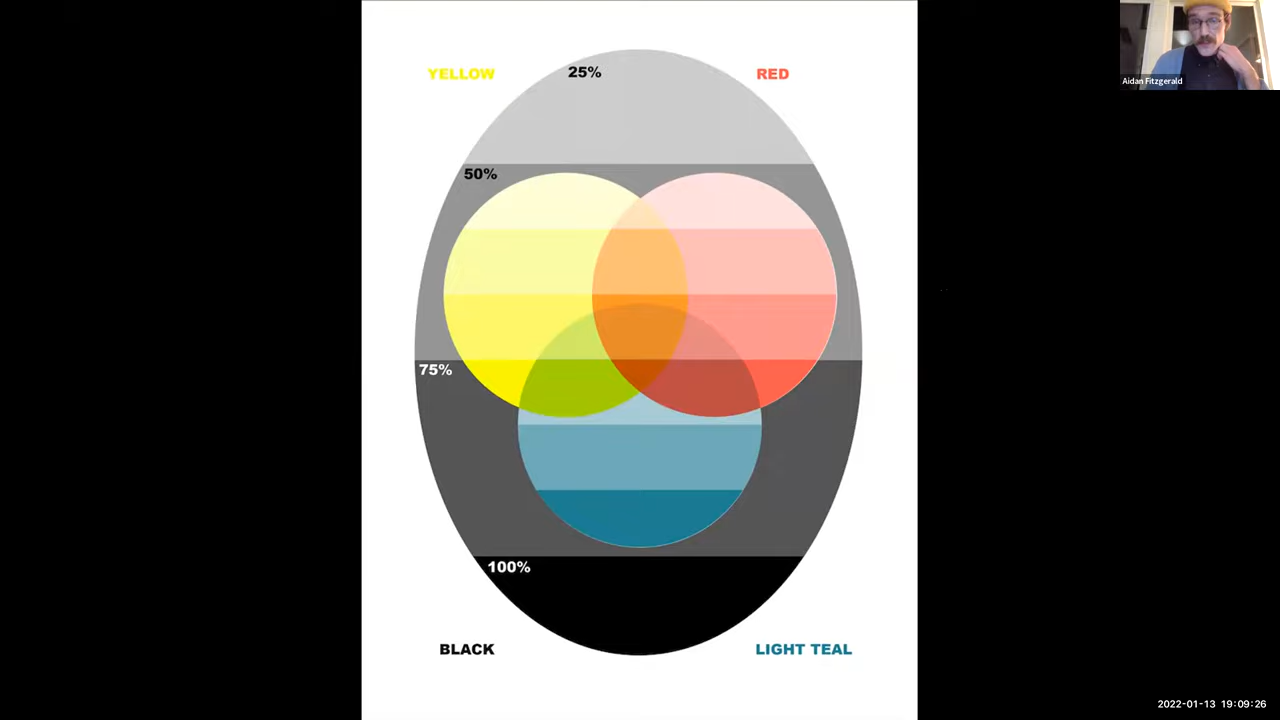 YELLOW
25%
RED
Aidan Fitzgerald
50%
75%
100%
BLACK
LIGHT TEAL
2022-01-13 19:09:26